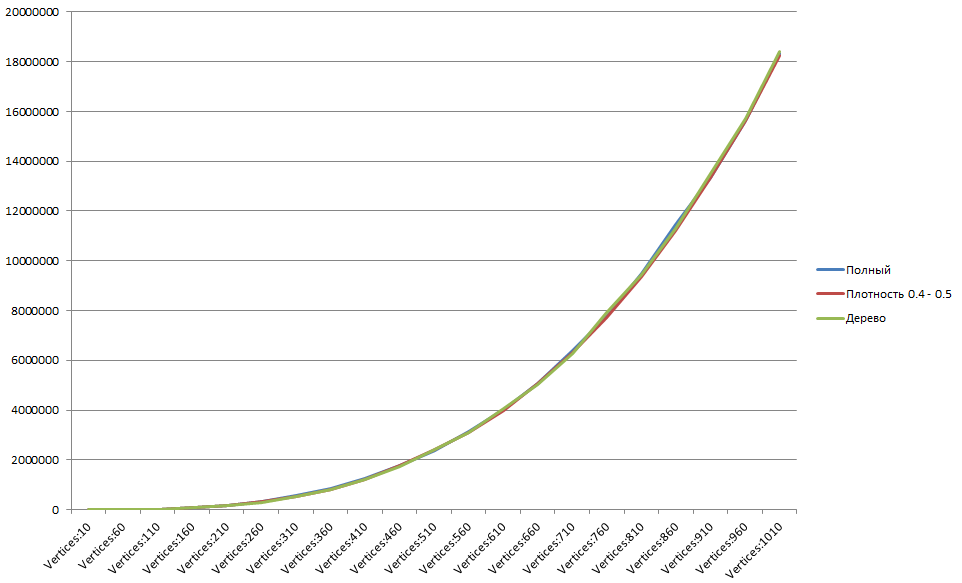 20000000
18000000
16000000
14000000
12000000
10000000
8000000
6000000
4000000
2000000
0
Vertices:10
Vertices:60
Vertices:110
Vertices:160
Vertices:210
Vertices:260
Vertices:310
Vertices:360
Vertices:410
Vertices:460
Vertices:510
Vertices:560
Vertices:610
Vertices:660
Vertices:710
Vertices:760
Vertices:810
Vertices:860
Vertices:910
Vertices:960
Vertices:1010
Полный
Плотность 0.4 - 0.5
Дерево